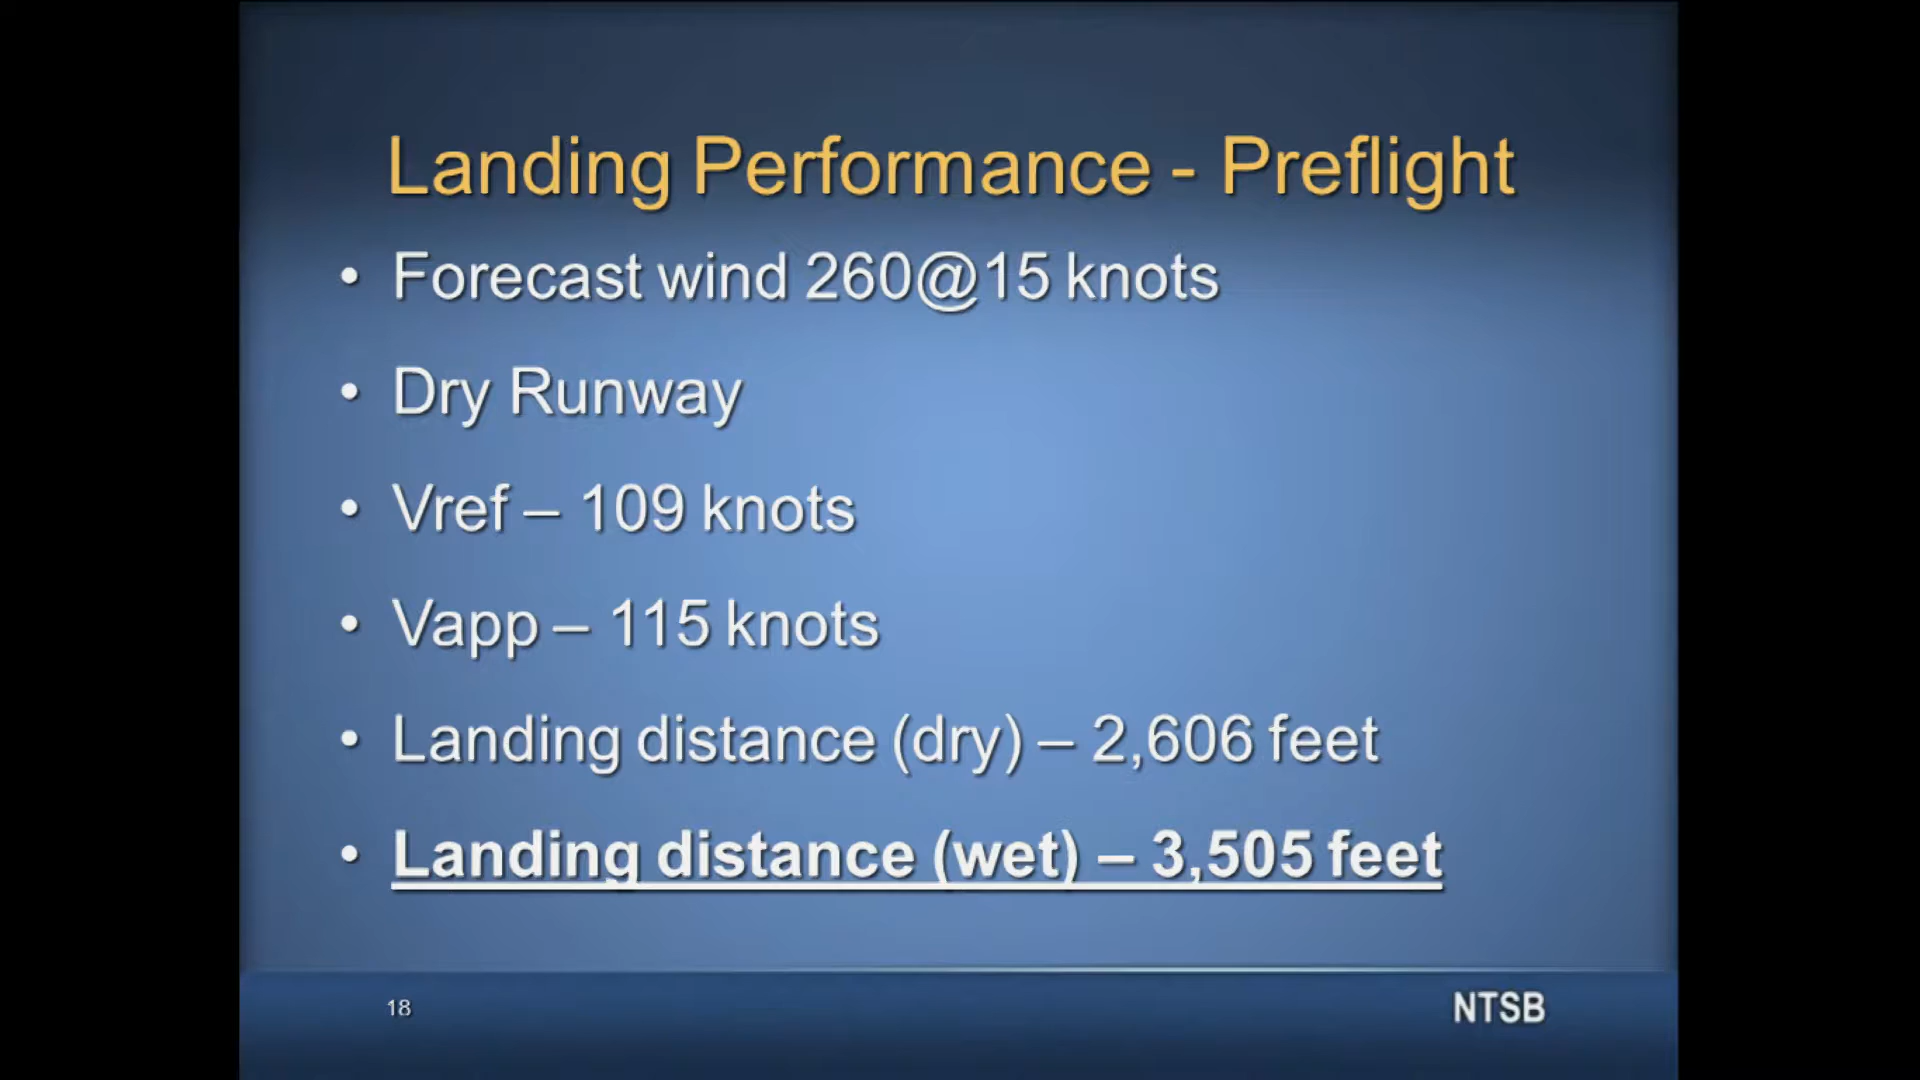 Landing Performance - Preflight
• Forecast wind 260@15 knots
• Dry Runway
• Vref – 109 knots
• Vapp – 115 knots
• Landing distance (dry) – 2,606 feet
• Landing distance (wet) – 3,505 feet
18
NTSB